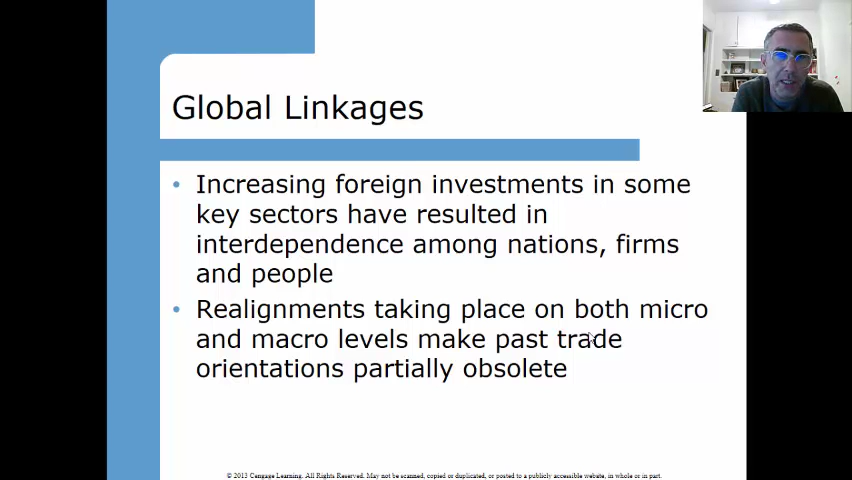 Global Linkages
• Increasing foreign investments in some
key sectors have resulted in
interdependence among nations, firms
and people
• Realignments taking place on both micro
and macro levels make past trade
orientations partially obsolete
© 2013 Cengage Learning. All Rights Reserved. May not be scanned, copied or duplicated, or posted to a publicly accessible website, in whole or in part.